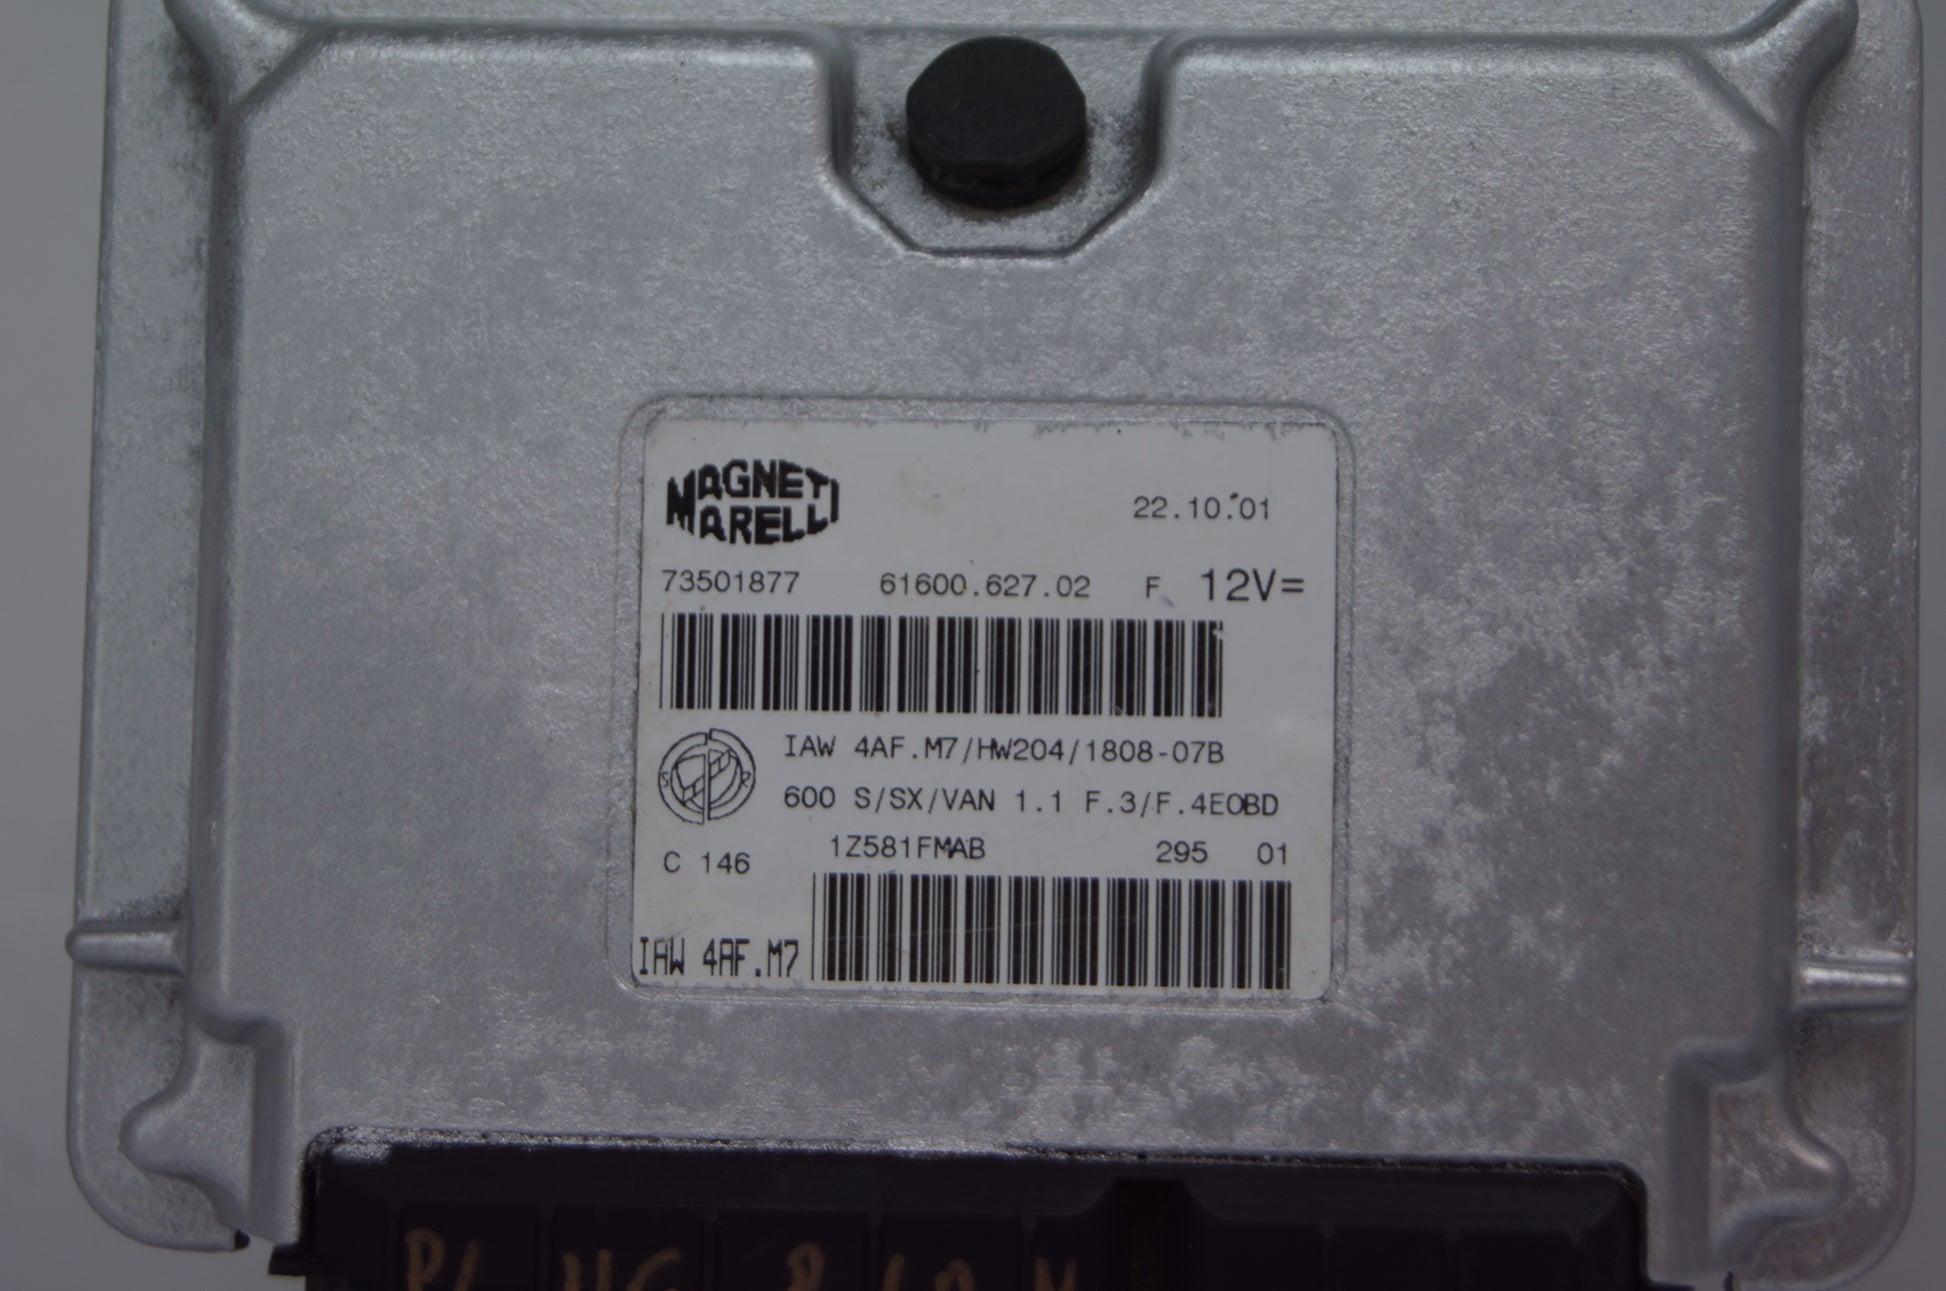 MAGNETI
MARELLI
22.10.01
73501877 61600.627.02 F 12V=
IAW 4AF.M7/HW204/1808-07B
600 S/SX/VAN 1.1 F.3/F.4EOBD
1Z581FMAB 295 01
C 146
IAW 4AF.M7